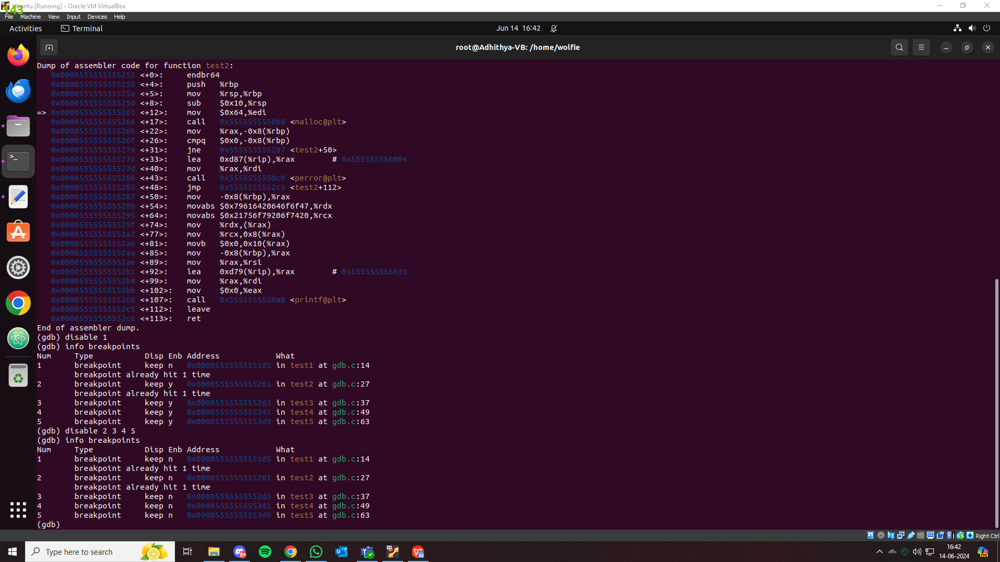 Ubuntu [Running] - Oracle VM VirtualBox
143
File Machine View Input Devices Help
Activities Terminal Jun 14 16:42
root@Adhithya-VB: /home/wolfie
Dump of assembler code for function test2:
0x0000555555555255 <+0>: endbr64
0x0000555555555259 <+4>: push %rbp
0x000055555555525a <+5>: mov %rsp,%rbp
0x000055555555525d <+8>: sub $0x10,%rsp
=> 0x0000555555555261 <+12>: mov $0x64,%edi
0x0000555555555266 <+17>: call 0x5555555550b0 <malloc@plt>
0x000055555555526b <+22>: mov %rax,-0x8(%rbp)
0x000055555555526f <+26>: cmpq $0x0,-0x8(%rbp)
0x0000555555555274 <+31>: jne 0x555555555287 <test2+50>
0x0000555555555276 <+33>: lea 0xd87(%rip),%rax # 0x555555556004
0x000055555555527d <+40>: mov %rax,%rdi
0x0000555555555280 <+43>: call 0x5555555550c0 <perror@plt>
0x0000555555555285 <+48>: jmp 0x5555555552c5 <test2+112>
0x0000555555555287 <+50>: mov -0x8(%rbp),%rax
0x000055555555528b <+54>: movabs $0x79616420646f6f47,%rdx
0x0000555555555295 <+64>: movabs $0x21756f79206f7420,%rcx
0x000055555555529f <+74>: mov %rdx,(%rax)
0x00005555555552a2 <+77>: mov %rcx,0x8(%rax)
0x00005555555552a6 <+81>: movb $0x0,0x10(%rax)
0x00005555555552aa <+85>: mov -0x8(%rbp),%rax
0x00005555555552ae <+89>: mov %rax,%rsi
0x00005555555552b1 <+92>: lea 0xd79(%rip),%rax # 0x555555556031
0x00005555555552b8 <+99>: mov %rax,%rdi
0x00005555555552bb <+102>: mov $0x0,%eax
0x00005555555552c0 <+107>: call 0x5555555550a0 <printf@plt>
0x00005555555552c5 <+112>: leave
0x00005555555552c6 <+113>: ret
End of assembler dump.
(gdb) disable 1
(gdb) info breakpoints
Num Type Disp Enb Address What
1 breakpoint keep n 0x00005555555551d5 in test1 at gdb.c:14
breakpoint already hit 1 time
2 breakpoint keep y 0x0000555555555261 in test2 at gdb.c:27
breakpoint already hit 1 time
3 breakpoint keep y 0x00005555555552d3 in test3 at gdb.c:37
4 breakpoint keep y 0x0000555555555341 in test4 at gdb.c:49
5 breakpoint keep y 0x00005555555553d9 in test5 at gdb.c:63
(gdb) disable 2 3 4 5
(gdb) info breakpoints
Num Type Disp Enb Address What
1 breakpoint keep n 0x00005555555551d5 in test1 at gdb.c:14
breakpoint already hit 1 time
2 breakpoint keep n 0x0000555555555261 in test2 at gdb.c:27
breakpoint already hit 1 time
3 breakpoint keep n 0x00005555555552d3 in test3 at gdb.c:37
4 breakpoint keep n 0x0000555555555341 in test4 at gdb.c:49
5 breakpoint keep n 0x00005555555553d9 in test5 at gdb.c:63
(gdb)
Right Ctrl
Type here to search
9+
16:42
14-06-2024
PRE